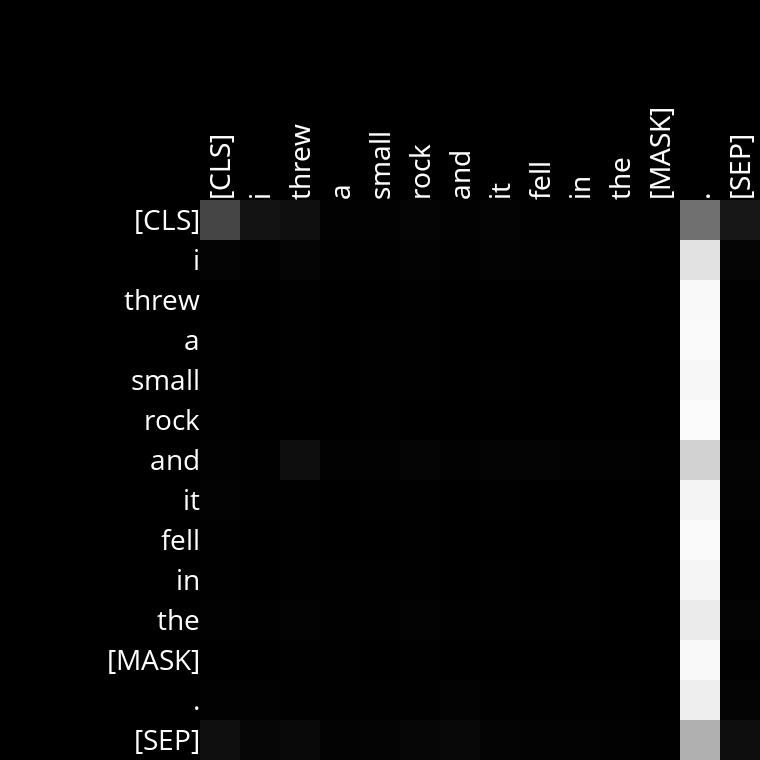 [CLS] i threw a small rock and it fell in the [MASK] . [SEP]
[CLS]
i
threw
a
small
rock
and
it
fell
in
the
[MASK]
.
[SEP]